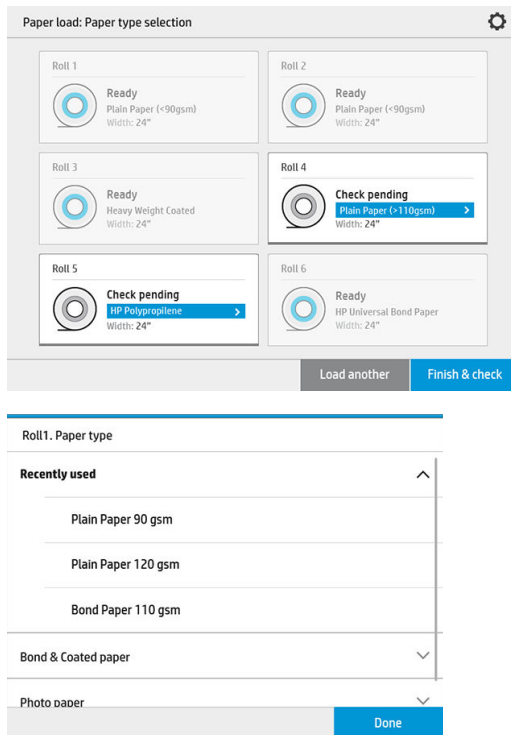 Paper load: Paper type selection
Roll 1
Ready
Plain Paper (<90gsm)
Width: 24"
Roll 2
Ready
Plain Paper (<90gsm)
Width: 24"
Roll 3
Ready
Heavy Weight Coated
Width: 24"
Roll 4
Check pending
Plain Paper (>110gsm)
Width: 24"
Roll 5
Check pending
HP Polypropilene
Width: 24"
Roll 6
Ready
HP Universal Bond Paper
Width: 24"
Load another
Finish & check
Roll1. Paper type
Recently used
Plain Paper 90 gsm
Plain Paper 120 gsm
Bond Paper 110 gsm
Bond & Coated paper
Photo paper
Done